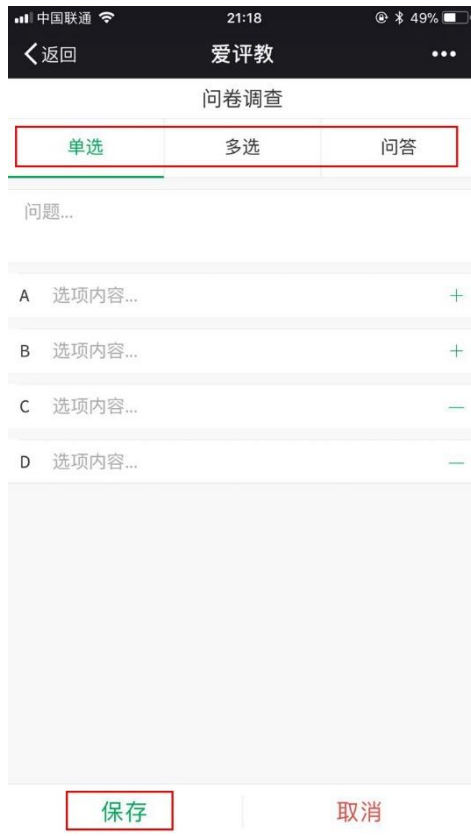 中国联通 21:18 49%
返回 爱评教
问卷调查
单选 多选 问答
问题...
A 选项内容... +
B 选项内容... +
C 选项内容... —
D 选项内容... —
保存 取消